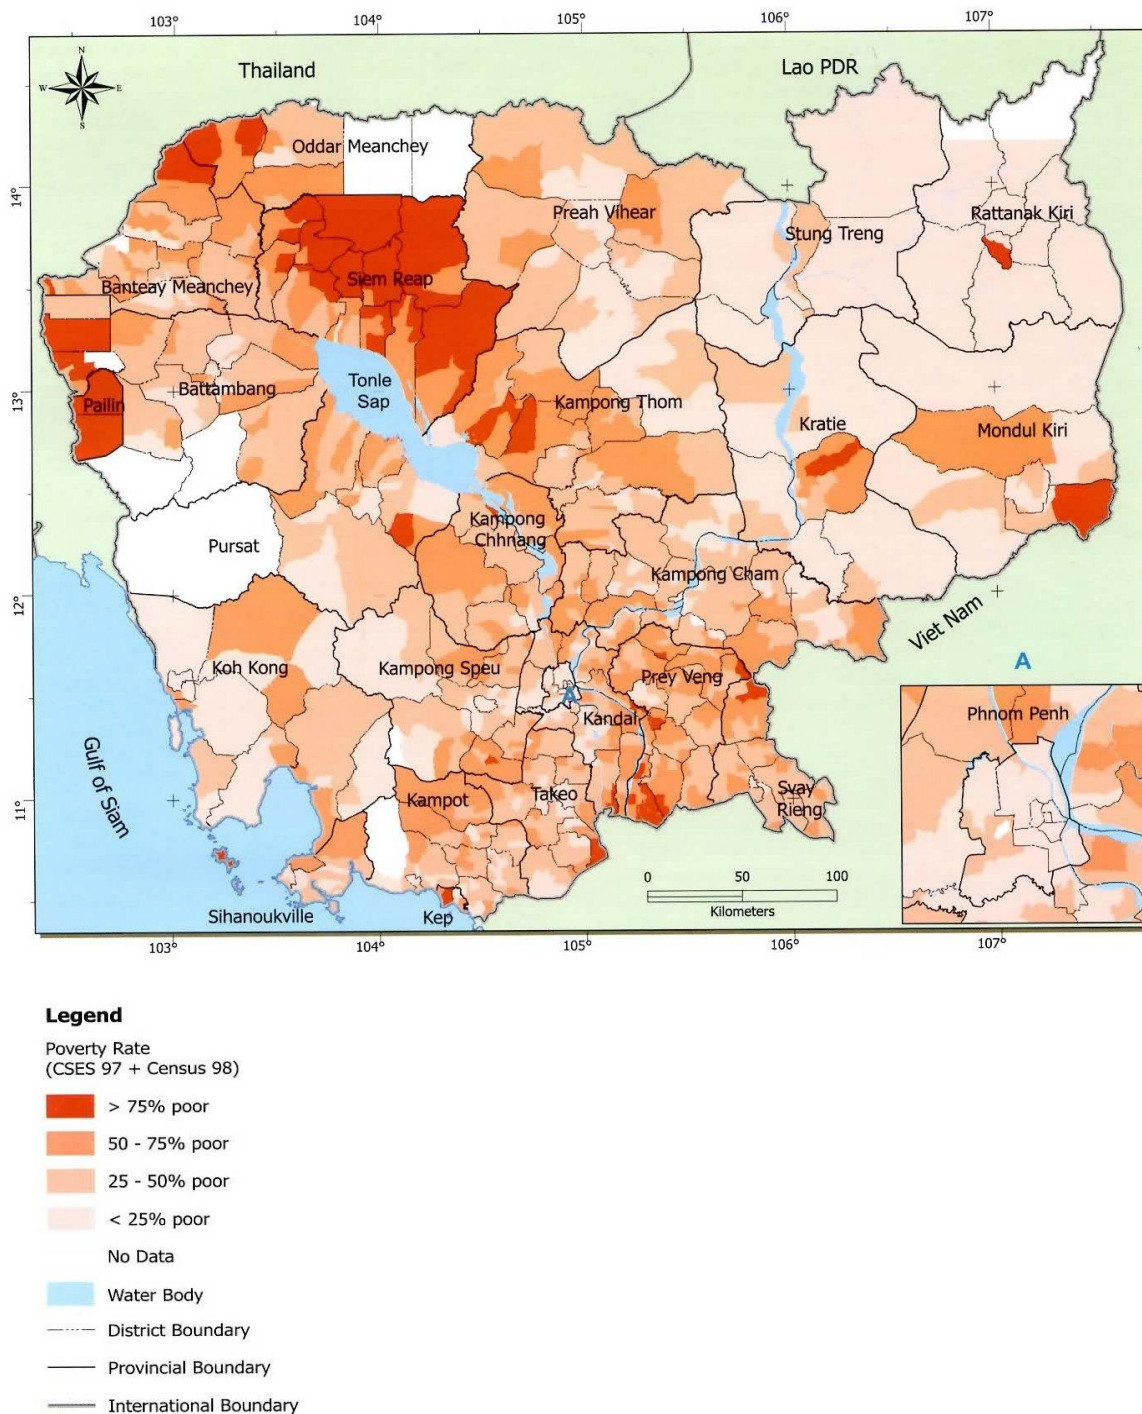 103°
104°
105°
106°
107°
N
W
E
S
Thailand
Lao PDR
Oddar Meanchey
14°
Preah Vihear
Rattanak Kiri
Stung Treng
Siem Reap
Banteay Meanchey
Tonle
Sap
13°
Battambang
Pailin
Kampong Thom
Kratie
Mondul Kiri
Kampong
Chhnang
Pursat
Kampong Cham
12°
Viet Nam
A
Koh Kong
Kampong Speu
Prey Veng
A
Kandal
Phnom Penh
Gulf of Siam
11°
Kampot
Takeo
Svay
Rieng
0
50
100
Kilometers
Sihanoukville
Kep
103°
104°
105°
106°
107°
Legend
Poverty Rate
(CSES 97 + Census 98)
> 75% poor
50 - 75% poor
25 - 50% poor
< 25% poor
No Data
Water Body
District Boundary
Provincial Boundary
International Boundary